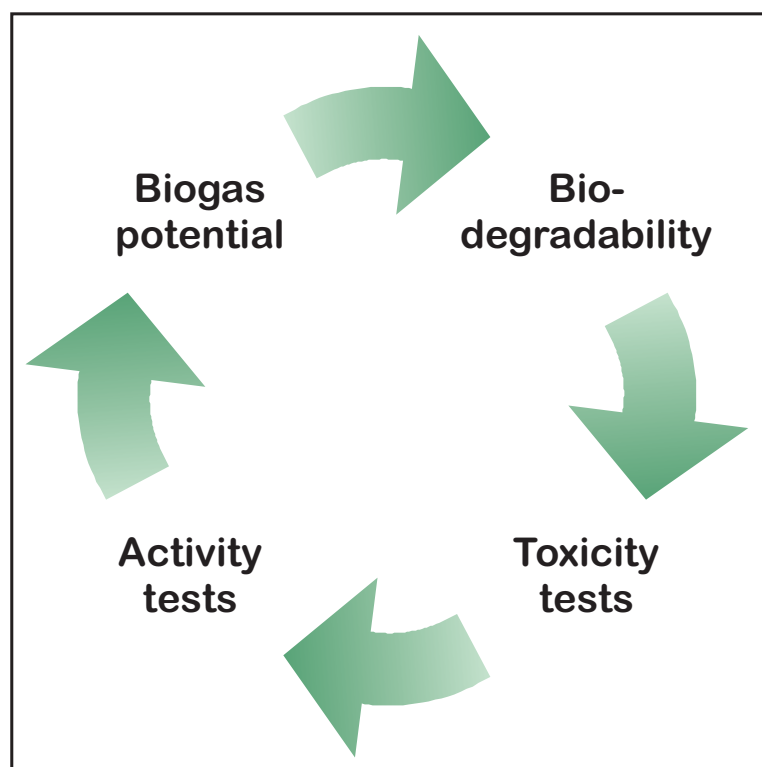 Biogas
potential
Bio-
degradability
Toxicity
tests
Activity
tests